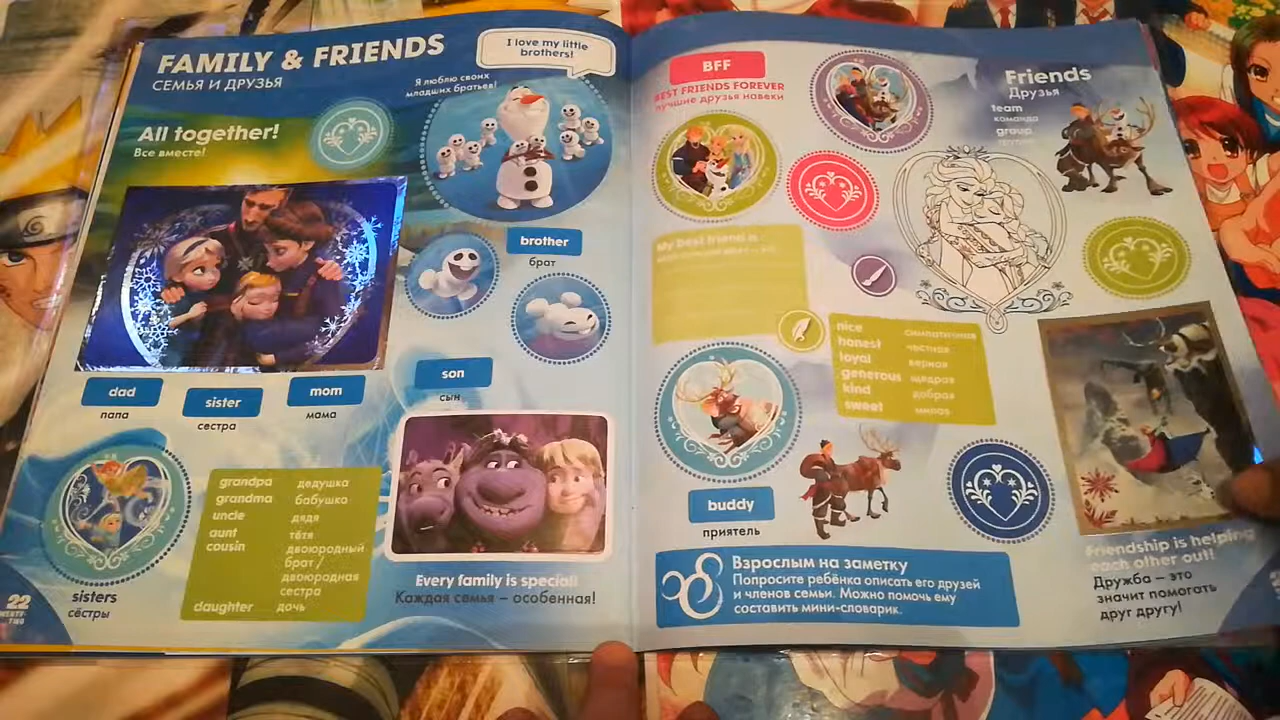 FAMILY & FRIENDS
СЕМЬЯ И ДРУЗЬЯ
I love my little
brothers!
Я люблю своих
младших братьев!
All together!
Все вместе!
brother
брат
son
сын
dad
папа
sister
сестра
mom
мама
sisters
сёстры
grandpa дедушка
grandma бабушка
uncle дядя
aunt тётя
cousin двоюродный
брат /
двоюродная
сестра
daughter дочь
Every family is special!
Каждая семья – особенная!
22
TWO
BFF
BEST FRIENDS FOREVER
лучшие друзья навеки
Friends
Друзья
team
команда
group
My best friend is
nice симпатичная
honest честная
loyal верная
generous щедрая
kind добрая
sweet милая
buddy
приятель
Взрослым на заметку
Попросите ребёнка описать его друзей
и членов семьи. Можно помочь ему
составить мини-словарик.
Friendship is helping
each other out!
Дружба – это
значит помогать
друг другу!